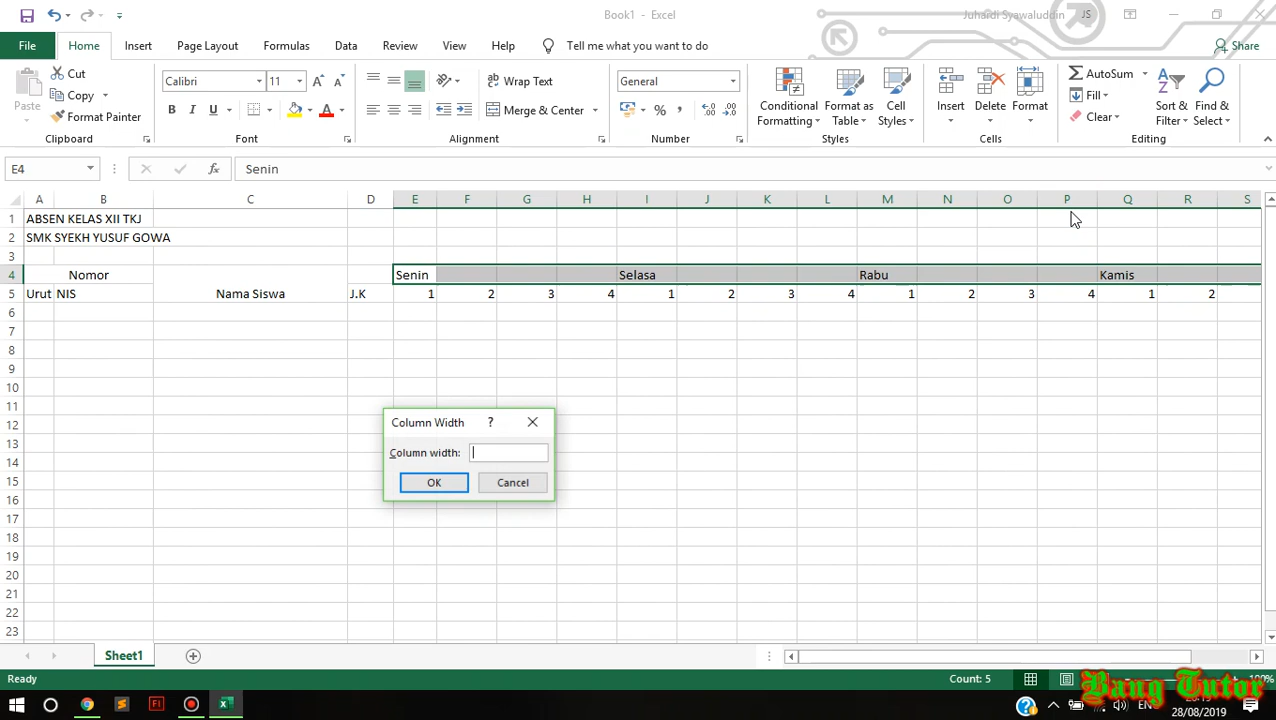 Book1 - Excel
Juhardi Syawaluddin JS
File Home Insert Page Layout Formulas Data Review View Help Tell me what you want to do Share
Paste Cut Copy Format Painter Clipboard
Calibri 11 B I U Font
Wrap Text Merge & Center Alignment
General % , Number
Conditional Formatting Format as Table Cell Styles Styles
Insert Delete Format Cells
AutoSum Fill Clear Sort & Filter Find & Select Editing
E4 fx Senin
A B C D E F G H I J K L M N O P Q R S
1 ABSEN KELAS XII TKJ
2 SMK SYEKH YUSUF GOWA
3
4 Nomor Senin Selasa Rabu Kamis
5 Urut NIS Nama Siswa J.K 1 2 3 4 1 2 3 4 1 2 3 4 1 2
6
7
8
9
10
11
12
13
14
15
16
17
18
19
20
21
22
23
Column Width ?
Column width:
OK Cancel
Sheet1
Ready Count: 5 100%
Bang Tutor
ENG
28/08/2019